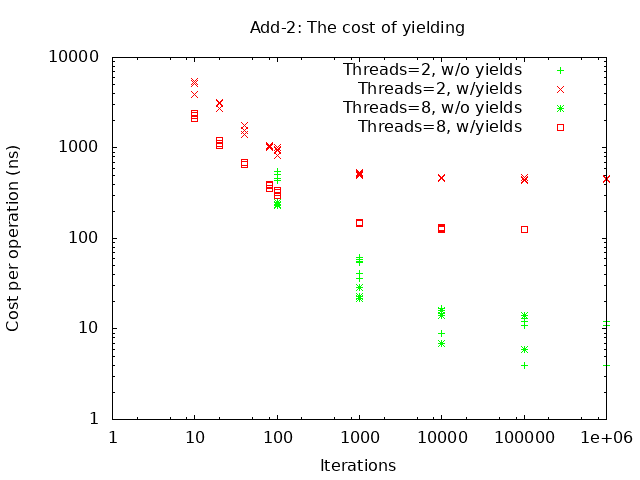 Add-2: The cost of yielding
10000
1000
100
10
1
Cost per operation (ns)
Threads=2, w/o yields
Threads=2, w/yields
Threads=8, w/o yields
Threads=8, w/yields
1 10 100 1000 10000 100000 1e+06
Iterations